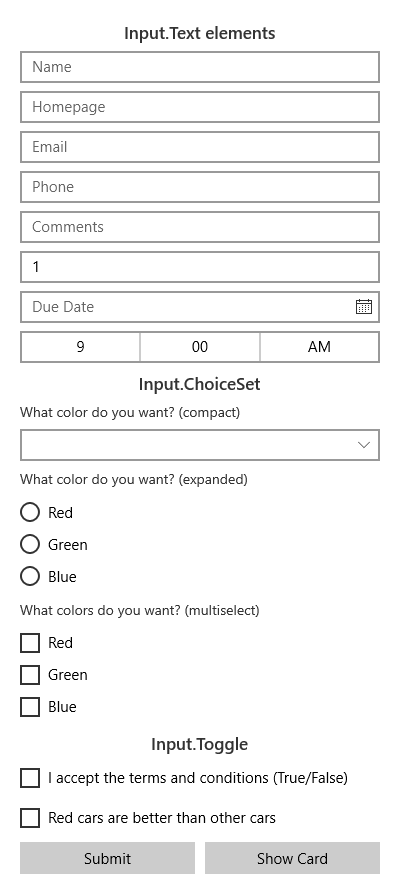 Input.Text elements
Name
Homepage
Email
Phone
Comments
1
Due Date
9 00 AM
Input.ChoiceSet
What color do you want? (compact)
What color do you want? (expanded)
Red
Green
Blue
What colors do you want? (multiselect)
Red
Green
Blue
Input.Toggle
I accept the terms and conditions (True/False)
Red cars are better than other cars
Submit Show Card